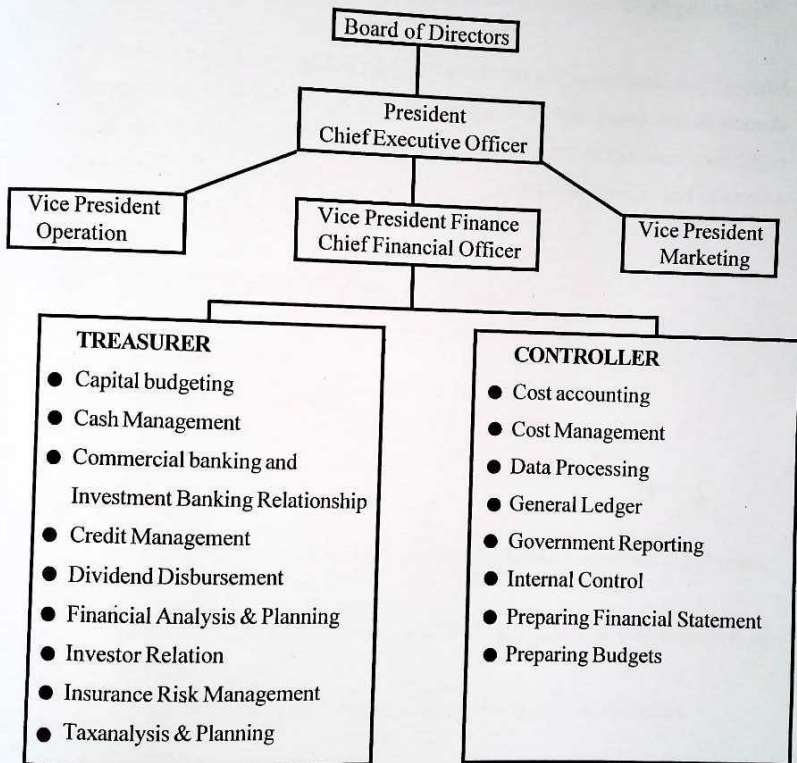 Board of Directors
President
Chief Executive Officer
Vice President
Operation
Vice President Finance
Chief Financial Officer
Vice President
Marketing
TREASURER
● Capital budgeting
● Cash Management
● Commercial banking and
Investment Banking Relationship
● Credit Management
● Dividend Disbursement
● Financial Analysis & Planning
● Investor Relation
● Insurance Risk Management
● Taxanalysis & Planning
CONTROLLER
● Cost accounting
● Cost Management
● Data Processing
● General Ledger
● Government Reporting
● Internal Control
● Preparing Financial Statement
● Preparing Budgets